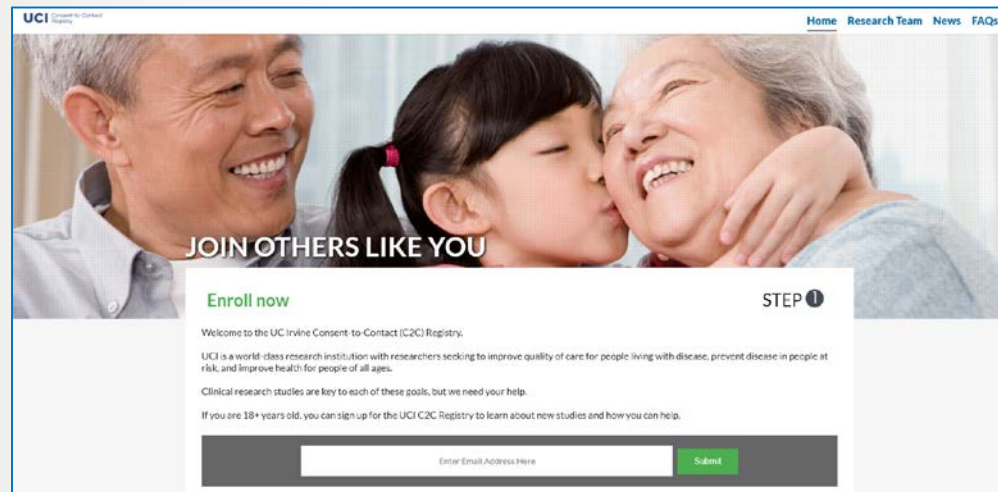 UCI Consent-to-Contact
Registry
Home Research Team News FAQs
JOIN OTHERS LIKE YOU
Enroll now
STEP 1
Welcome to the UC Irvine Consent-to-Contact (C2C) Registry.
UCI is a world-class research institution with researchers seeking to improve quality of care for people living with disease, prevent disease in people at
risk, and improve health for people of all ages.
Clinical research studies are key to each of these goals, but we need your help.
If you are 18+ years old, you can sign up for the UCI C2C Registry to learn about new studies and how you can help.
Enter Email Address Here
Submit